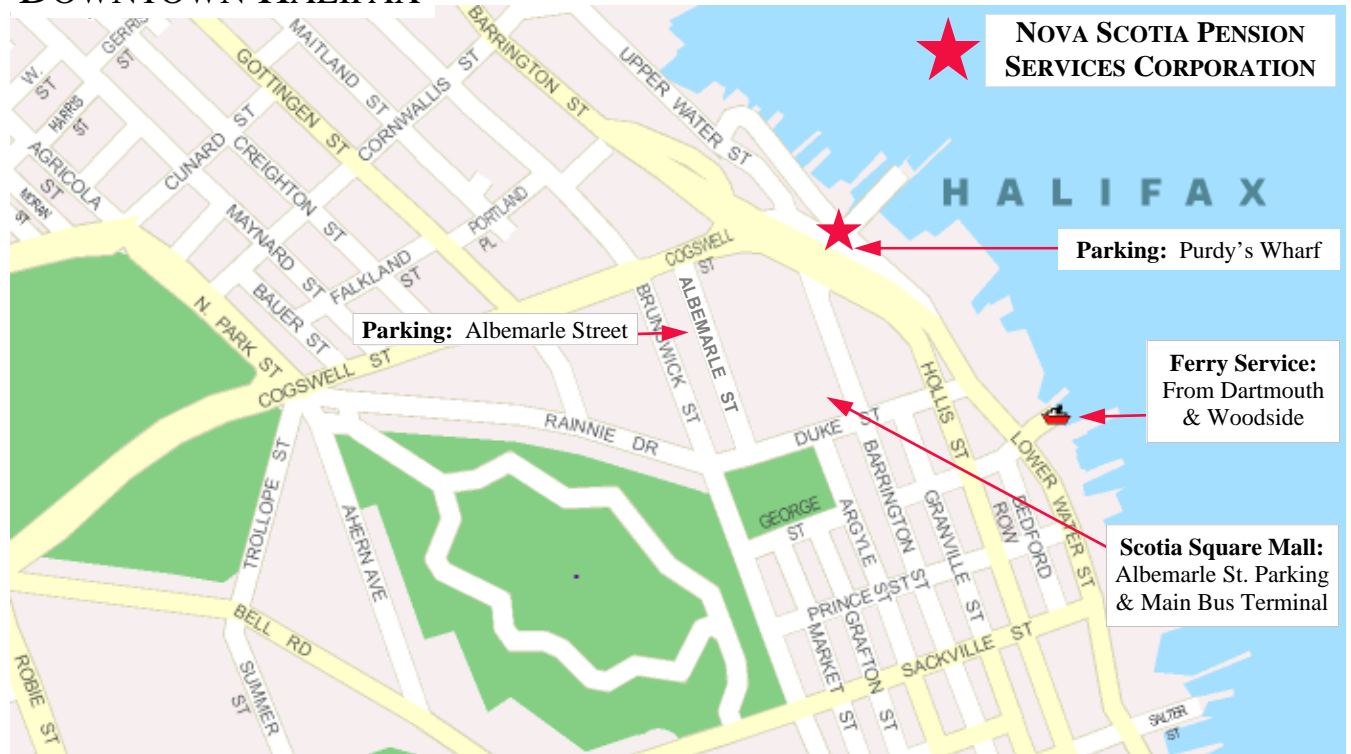 DOWNTOWN HALIFAX
NOVA SCOTIA PENSION
SERVICES CORPORATION
HALIFAX
Parking: Purdy's Wharf
Parking: Albemarle Street
Ferry Service:
From Dartmouth
& Woodside
Scotia Square Mall:
Albemarle St. Parking
& Main Bus Terminal
GERRIS ST
W. ST
HARRIS ST
MAITLAND ST
GOTTINGEN ST
BARRINGTON ST
UPPER WATER ST
CORNWALLIS ST
CUNARD ST
CREIGHTON ST
AGRICOLA ST
MORAN ST
MAYNARD ST
PORTLAND PL
FALKLAND ST
BAUER ST
N. PARK ST
COGSWELL ST
COGSWELL ST
BRUNSWICK ST
ALBEMARLE ST
RAINNIE DR
DUKE ST
HOLLIS ST
LOWER WATER ST
TROLLOPE ST
AHERN AVE
GEORGE ST
ARGYLE ST
BARRINGTON ST
GRANVILLE ST
BEDFORD ROW
PRINCE ST
MARKET ST
GRAFTON ST
SACKVILLE ST
BELL RD
SUMMER ST
ROBIE ST
SALTER ST